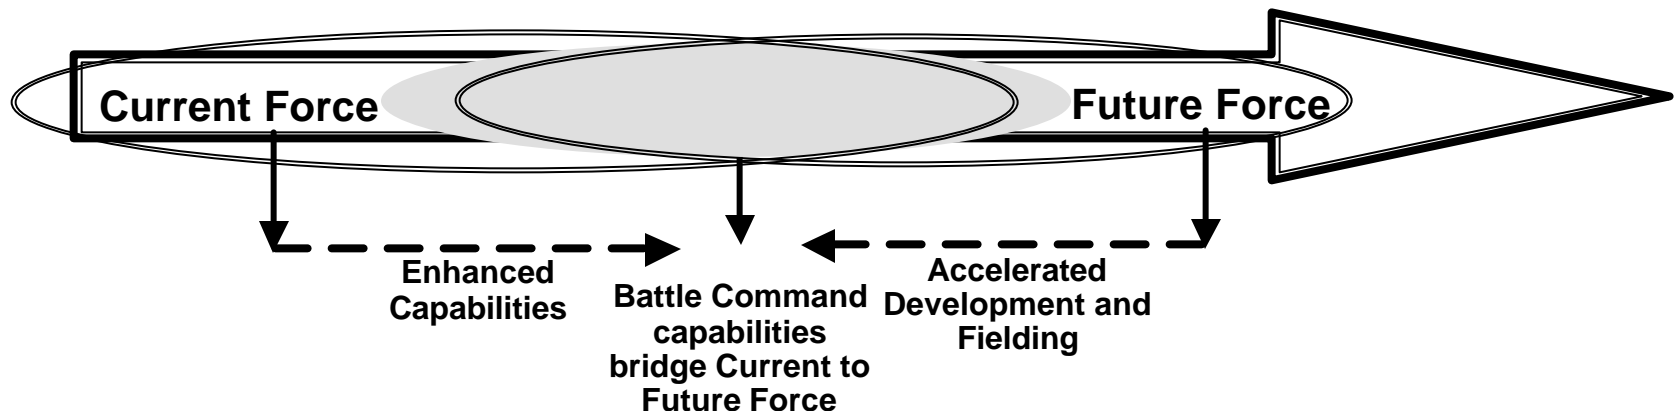 Current Force
Future Force
Enhanced
Capabilities
Battle Command
capabilities
bridge Current to
Future Force
Accelerated
Development and
Fielding